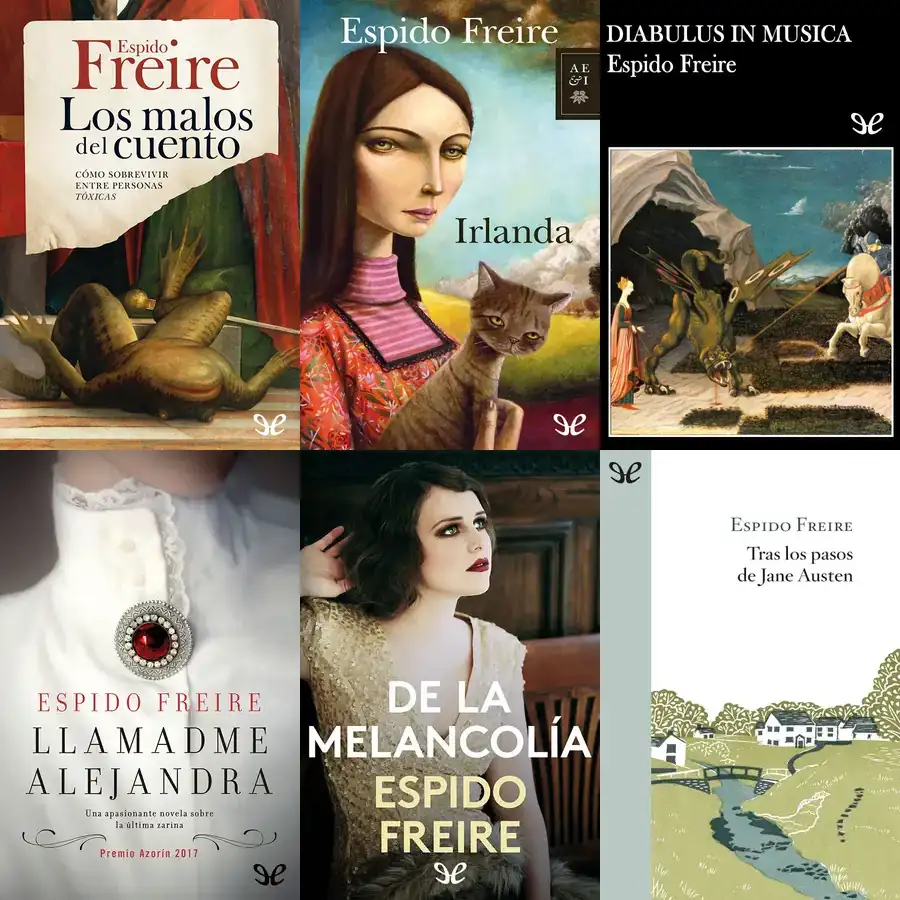 Espido
Freire
Los malos
del cuento
CÓMO SOBREVIVIR
ENTRE PERSONAS
TÓXICAS
Espido Freire
A E
& I
Irlanda
DIABULUS IN MUSICA
Espido Freire
ESPIDO FREIRE
LLAMADME
ALEJANDRA
Una apasionante novela sobre
la última zarina
Premio Azorín 2017
DE LA
MELANCOLÍA
ESPIDO
FREIRE
ESPIDO FREIRE
Tras los pasos
de Jane Austen